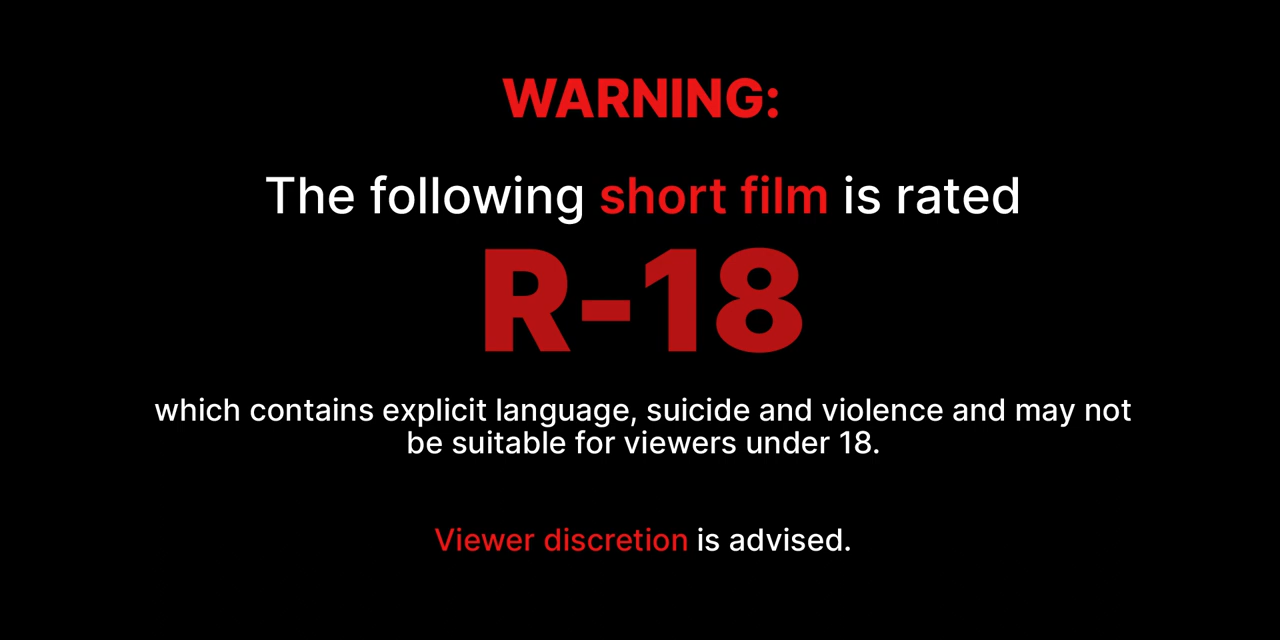 WARNING:
The following short film is rated
R-18
which contains explicit language, suicide and violence and may not
be suitable for viewers under 18.
Viewer discretion is advised.